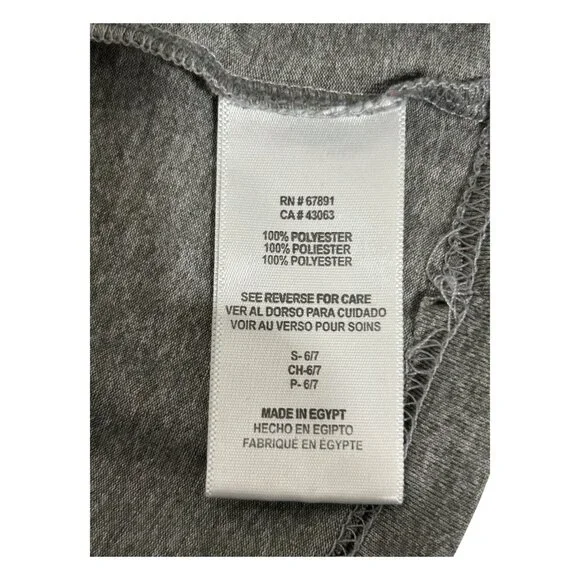 RN # 67891
CA # 43063
100% POLYESTER
100% POLIESTER
100% POLYESTER
SEE REVERSE FOR CARE
VER AL DORSO PARA CUIDADO
VOIR AU VERSO POUR SOINS
S- 6/7
CH-6/7
P- 6/7
MADE IN EGYPT
HECHO EN EGIPTO
FABRIQUÉ EN ÉGYPTE